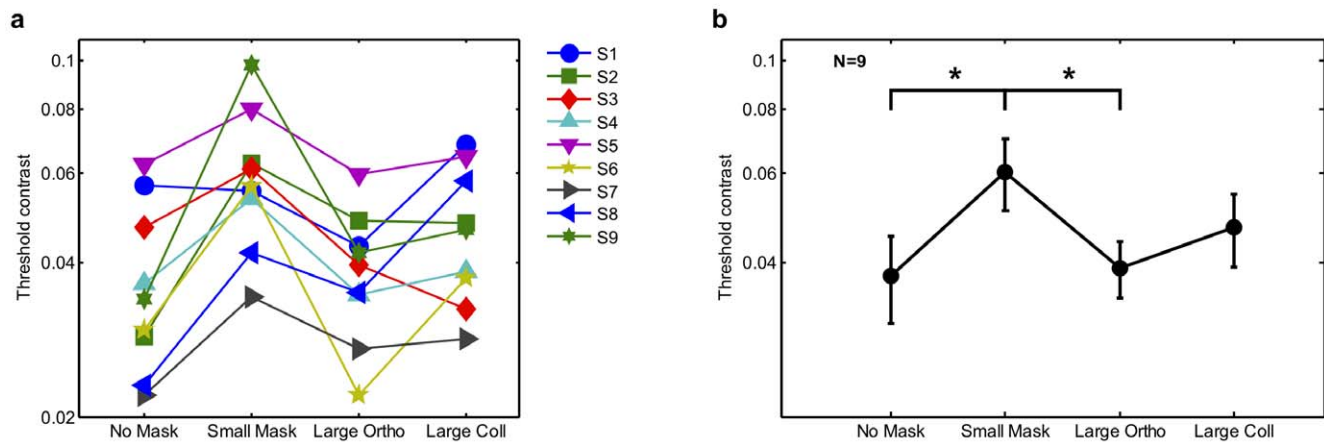 a
Threshold contrast
0.1
0.08
0.06
0.04
0.02
No Mask Small Mask Large Ortho Large Coll
S1
S2
S3
S4
S5
S6
S7
S8
S9
b
Threshold contrast
0.1
0.08
0.06
0.04
N=9
* *
No Mask Small Mask Large Ortho Large Coll